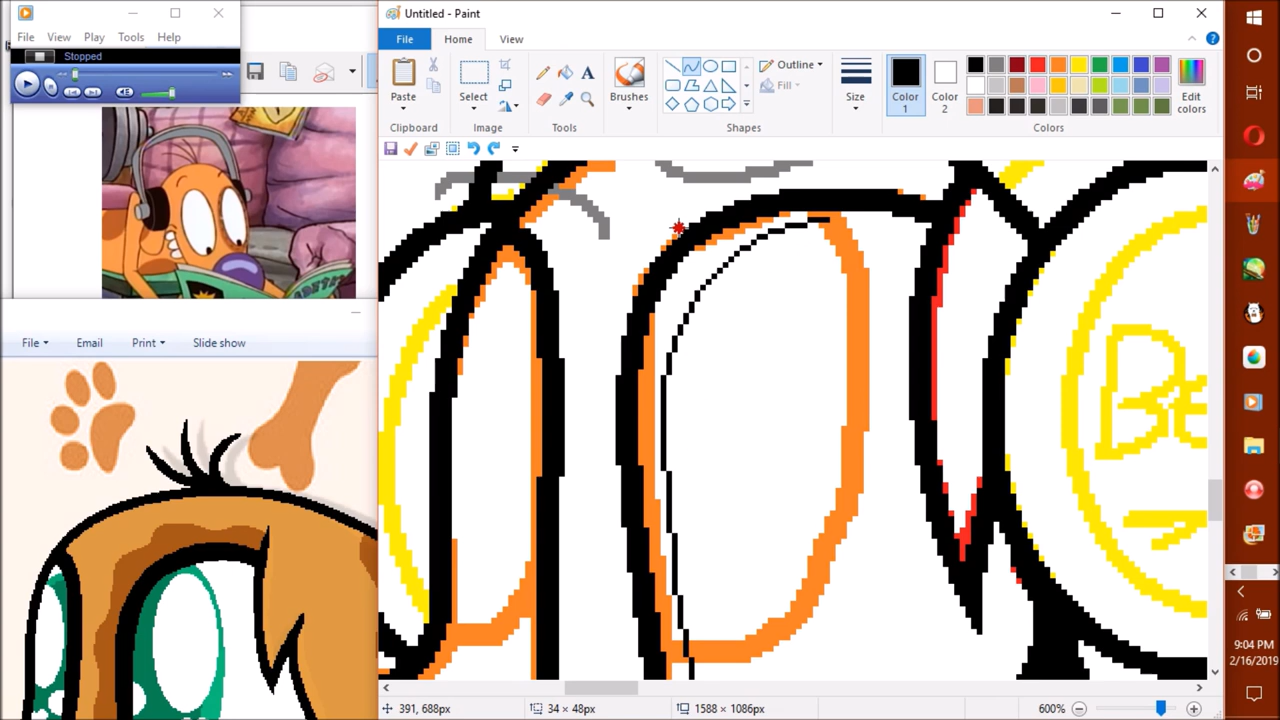 File View Play Tools Help
Stopped
File Email Print Slide show
Untitled - Paint
File Home View
Paste
Select
Brushes
Outline
Fill
Size
Color 1
Color 2
Edit colors
Clipboard Image Tools Shapes Colors
391, 688px 34 × 48px 1588 × 1086px 600%
9:04 PM
2/16/2019